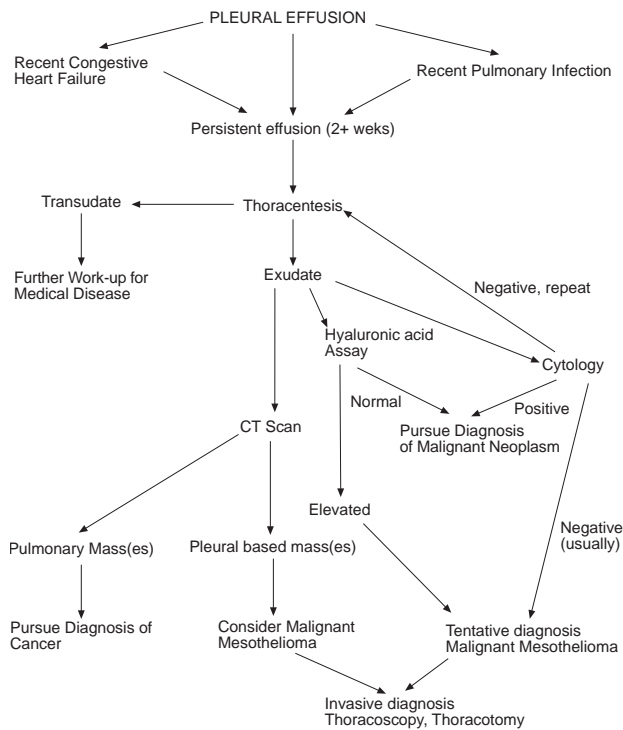 PLEURAL EFFUSION
Recent Congestive
Heart Failure
Recent Pulmonary Infection
Persistent effusion (2+ weks)
Transudate
Thoracentesis
Further Work-up for
Medical Disease
Exudate
Negative, repeat
Hyaluronic acid
Assay
Cytology
Normal
Positive
CT Scan
Pursue Diagnosis
of Malignant Neoplasm
Elevated
Negative
(usually)
Pulmonary Mass(es)
Pleural based mass(es)
Pursue Diagnosis of
Cancer
Consider Malignant
Mesothelioma
Tentative diagnosis
Malignant Mesothelioma
Invasive diagnosis
Thoracoscopy, Thoracotomy